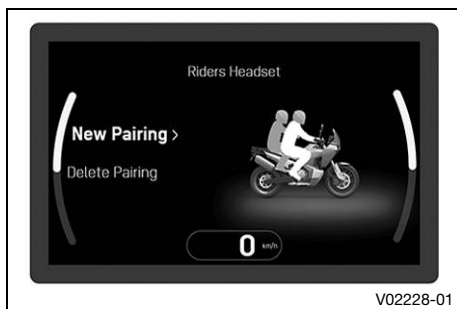 Riders Headset
New Pairing >
Delete Pairing
0 km/h
V02228-01